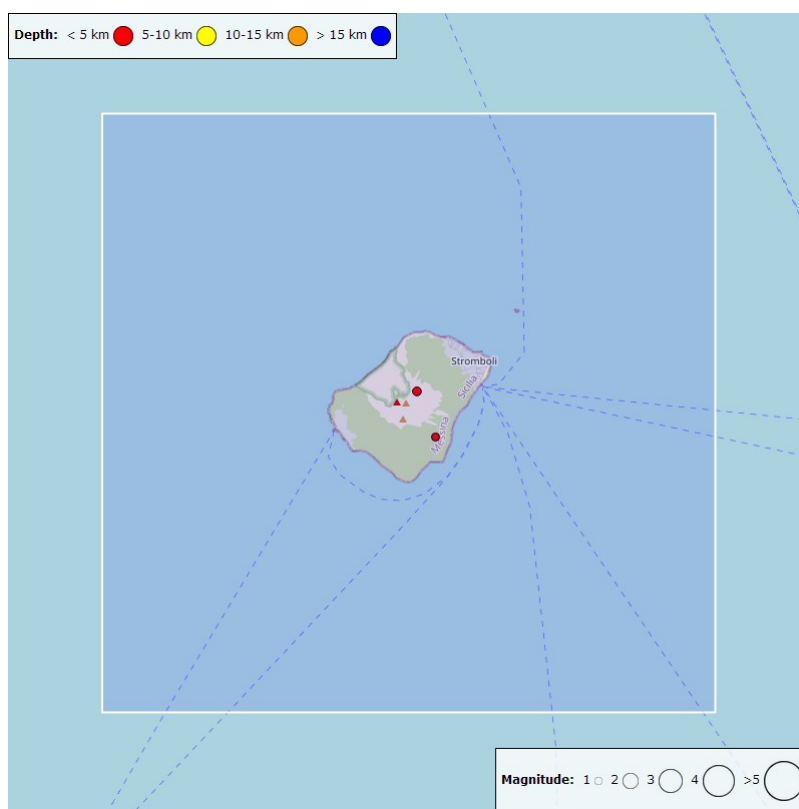 Depth: < 5 km 5-10 km 10-15 km > 15 km
Stromboli
Sicilia
Messina
Magnitude: 1 2 3 4 >5